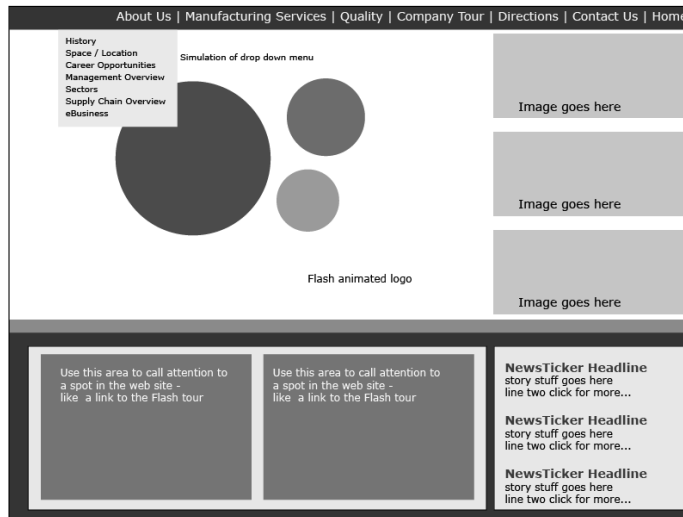 About Us | Manufacturing Services | Quality | Company Tour | Directions | Contact Us | Home
History
Space / Location
Career Opportunities
Management Overview
Sectors
Supply Chain Overview
eBusiness
Simulation of drop down menu
Flash animated logo
Image goes here
Image goes here
Image goes here
Use this area to call attention to
a spot in the web site -
like  a link to the Flash tour
Use this area to call attention to
a spot in the web site -
like  a link to the Flash tour
NewsTicker Headline
story stuff goes here
line two click for more...
NewsTicker Headline
story stuff goes here
line two click for more...
NewsTicker Headline
story stuff goes here
line two click for more...